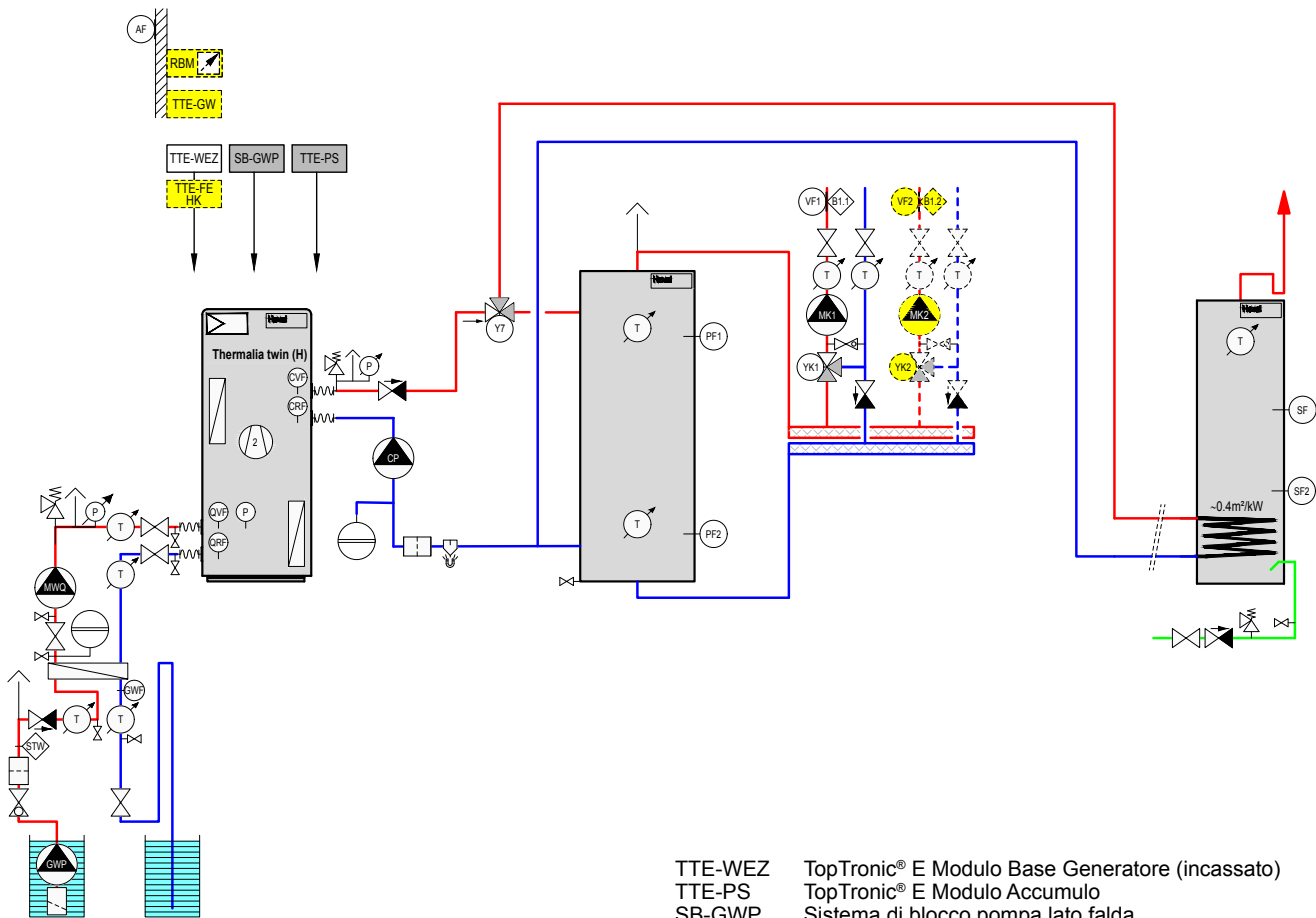 AF
RBM
TTE-GW
TTE-WEZ SB-GWP TTE-PS
TTE-FE
HK
VF1 B1.1 VF2 B1.2
T T T T
MK1 MK2
YK1 YK2
Y7
Thermalia twin (H)
P
CVF
CRF
2
CP
QVF P
QRF
T
PF1
T
PF2
T
SF
SF2
~0.4m²/kW
P
T
T
MWQ
GWF
T T
STW
GWP
TTE-WEZ TopTronic® E Modulo Base Generatore (incassato)
TTE-PS TopTronic® E Modulo Accumulo
SB-GWP Sistema di blocco pompa lato falda